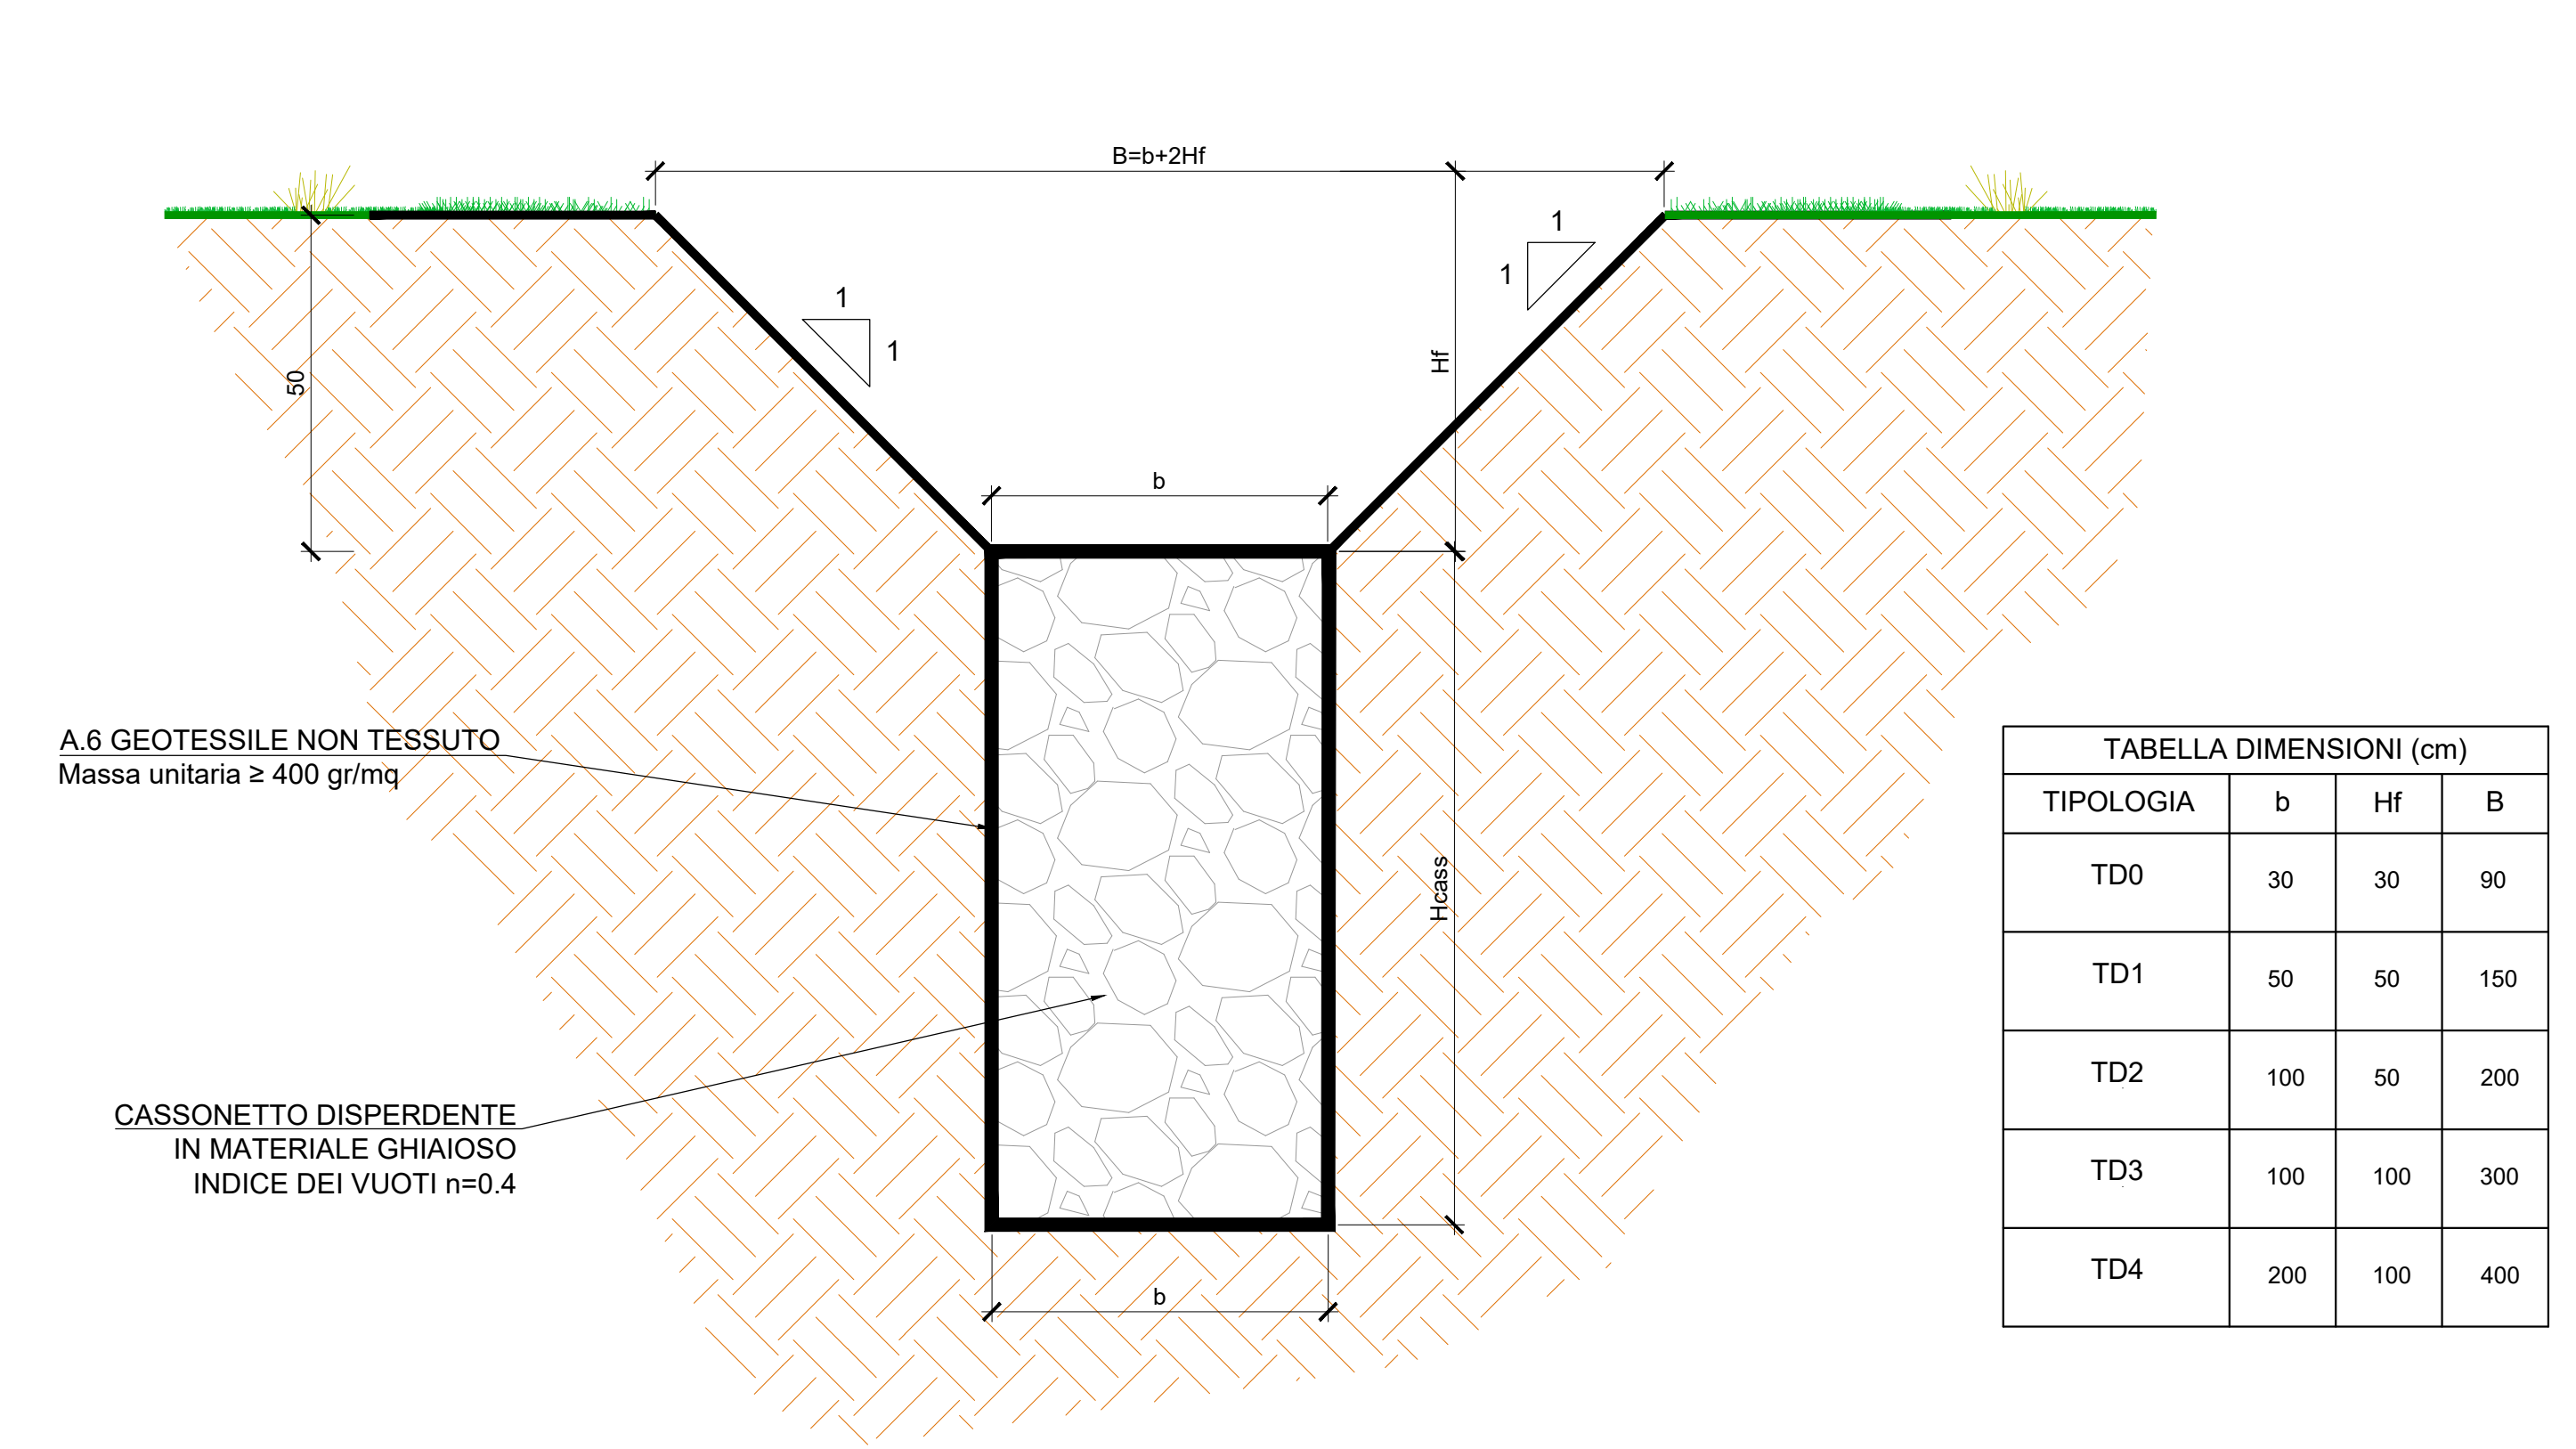 B=b+2Hf
1
1
1
1
50
Hf
b
A.6 GEOTESSILE NON TESSUTO
Massa unitaria ≥ 400 gr/mq
Hcass
CASSONETTO DISPERDENTE
IN MATERIALE GHIAIOSO
INDICE DEI VUOTI n=0.4
b
TABELLA DIMENSIONI (cm)
TIPOLOGIA b Hf B
TD0 30 30 90
TD1 50 50 150
TD2 100 50 200
TD3 100 100 300
TD4 200 100 400